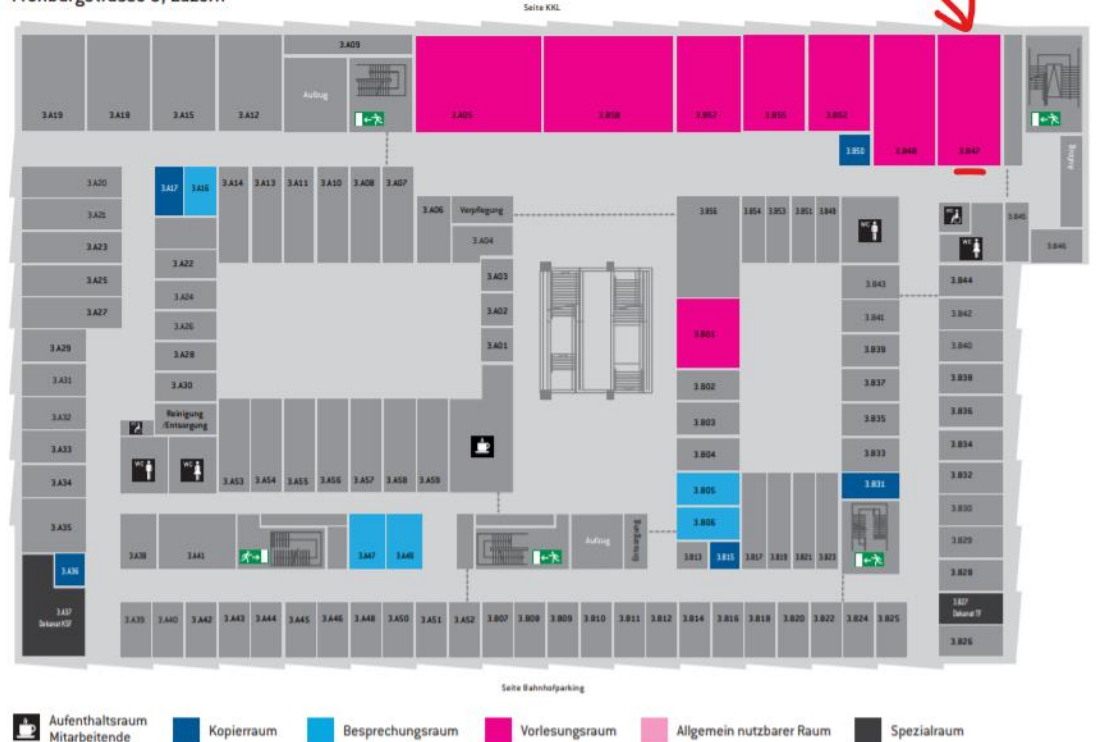 Seite KKL
3.A09
Aufzug
3.A19 3.A18 3.A15 3.A12 3.A05 3.B58 3.B57 3.B55 3.B52
3.B50 3.B48 3.B47
3.A20 3.A17 3.A16 3.A14 3.A13 3.A11 3.A10 3.A08 3.A07
3.A21 3.A06 Verpflegung 3.B56 3.B54 3.B53 3.B51 3.B49 WC WC 3.B45
3.A23 3.A04 3.B46
3.A22 3.A03 3.B43 3.B44
3.A25 3.A24 3.A02 3.B41 3.B42
3.A27 3.A26 3.A01 3.B01 3.B39 3.B40
3.A29 3.A28
3.A31 3.A30 3.B02 3.B37 3.B38
3.A32 Reinigung
/Entsorgung 3.B03 3.B35 3.B36
3.A33 3.B04 3.B33 3.B34
WC WC
3.A34 3.A53 3.A54 3.A55 3.A56 3.A57 3.A58 3.A59 3.B05 3.B31 3.B32
3.A35 3.B06 3.B30
3.A38 3.A41 3.A47 3.A49 Aufzug 3.B13 3.B15 3.B17 3.B19 3.B21 3.B23 3.B29
3.A36 3.B28
3.A37
Dekanat KSF
3.B27
Dekanat TF
3.A39 3.A40 3.A42 3.A43 3.A44 3.A45 3.A46 3.A48 3.A50 3.A51 3.A52 3.B07 3.B08 3.B09 3.B10 3.B11 3.B12 3.B14 3.B16 3.B18 3.B20 3.B22 3.B24 3.B25 3.B26
Seite Bahnhofparking
Aufenthaltsraum
Mitarbeitende
Kopierraum
Besprechungsraum
Vorlesungsraum
Allgemein nutzbarer Raum
Spezialraum